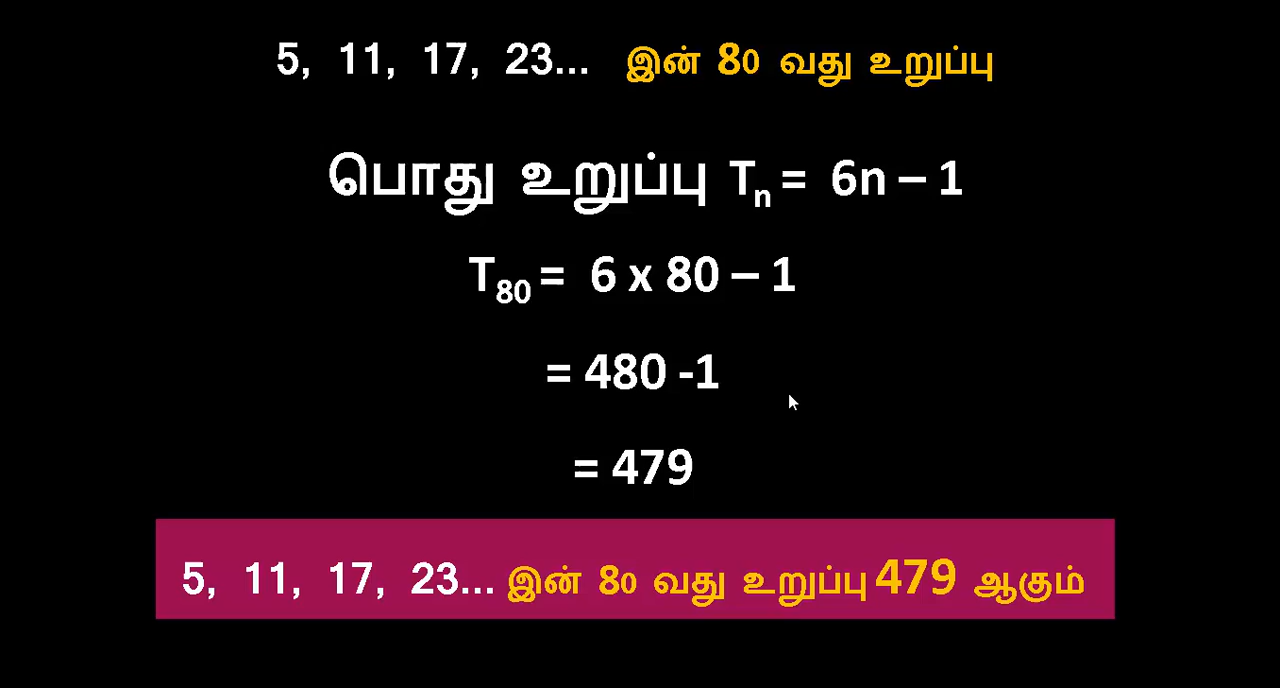 5, 11, 17, 23... இன் 80 வது உறுப்பு
பொது உறுப்பு Tₙ = 6n – 1
T₈₀ = 6 x 80 – 1
= 480 -1
= 479
5, 11, 17, 23... இன் 80 வது உறுப்பு 479 ஆகும்